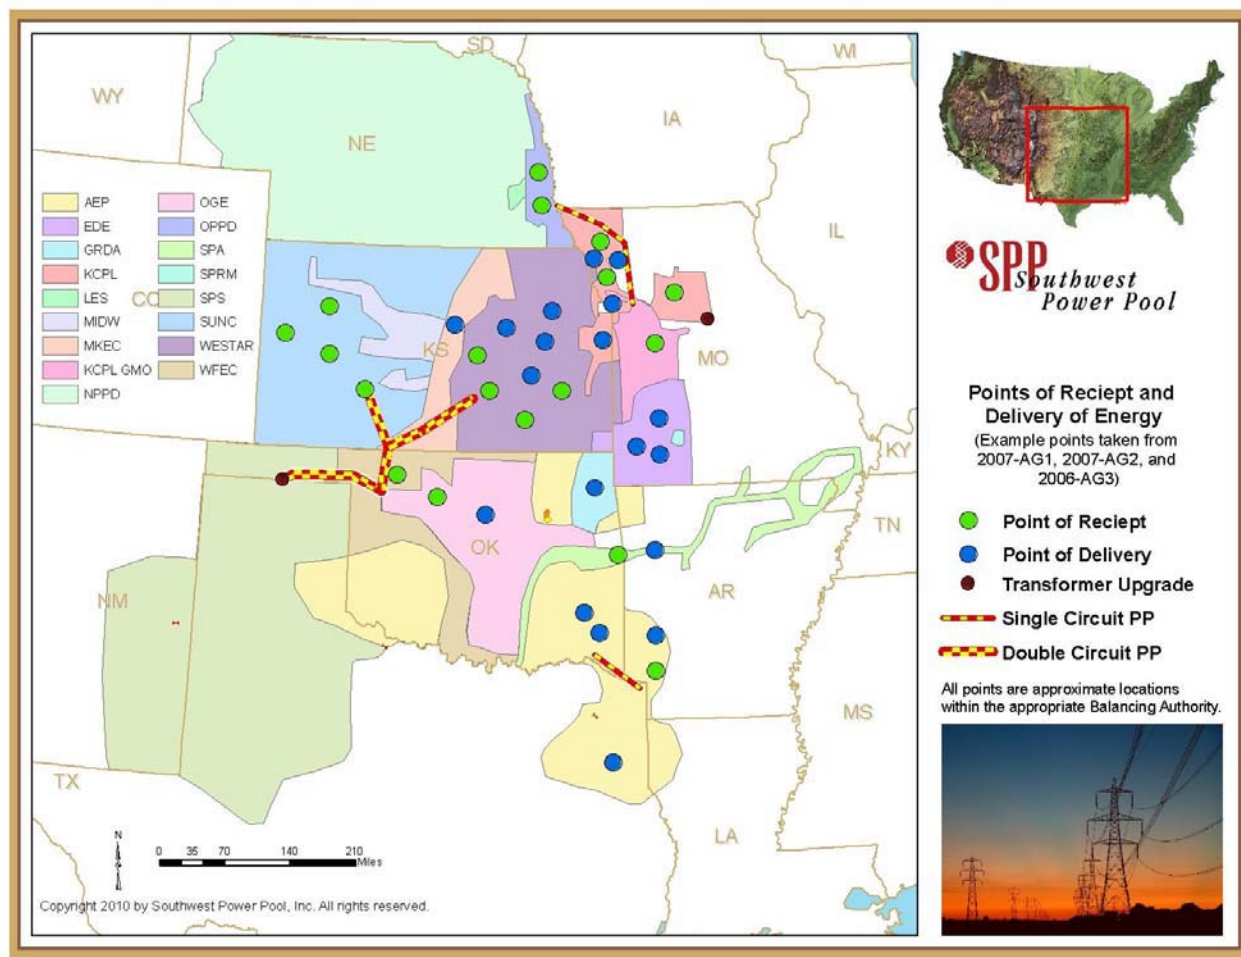 SD
WI
WY
NE
IA
IL
AEP
EDE
GRDA
KCPL
LES
MIDW
MKEC
KCPL GMO
NPPD
OGE
OPPD
SPA
SPRM
SPS
SUNC
WESTAR
WFEC
CO
KS
MO
KY
TN
OK
AR
NM
MS
TX
LA
N
0 35 70 140 210
Miles
Copyright 2010 by Southwest Power Pool, Inc. All rights reserved.
SPP
Southwest
Power Pool
Points of Reciept and
Delivery of Energy
(Example points taken from
2007-AG1, 2007-AG2, and
2006-AG3)
Point of Reciept
Point of Delivery
Transformer Upgrade
Single Circuit PP
Double Circuit PP
All points are approximate locations
within the appropriate Balancing Authority.